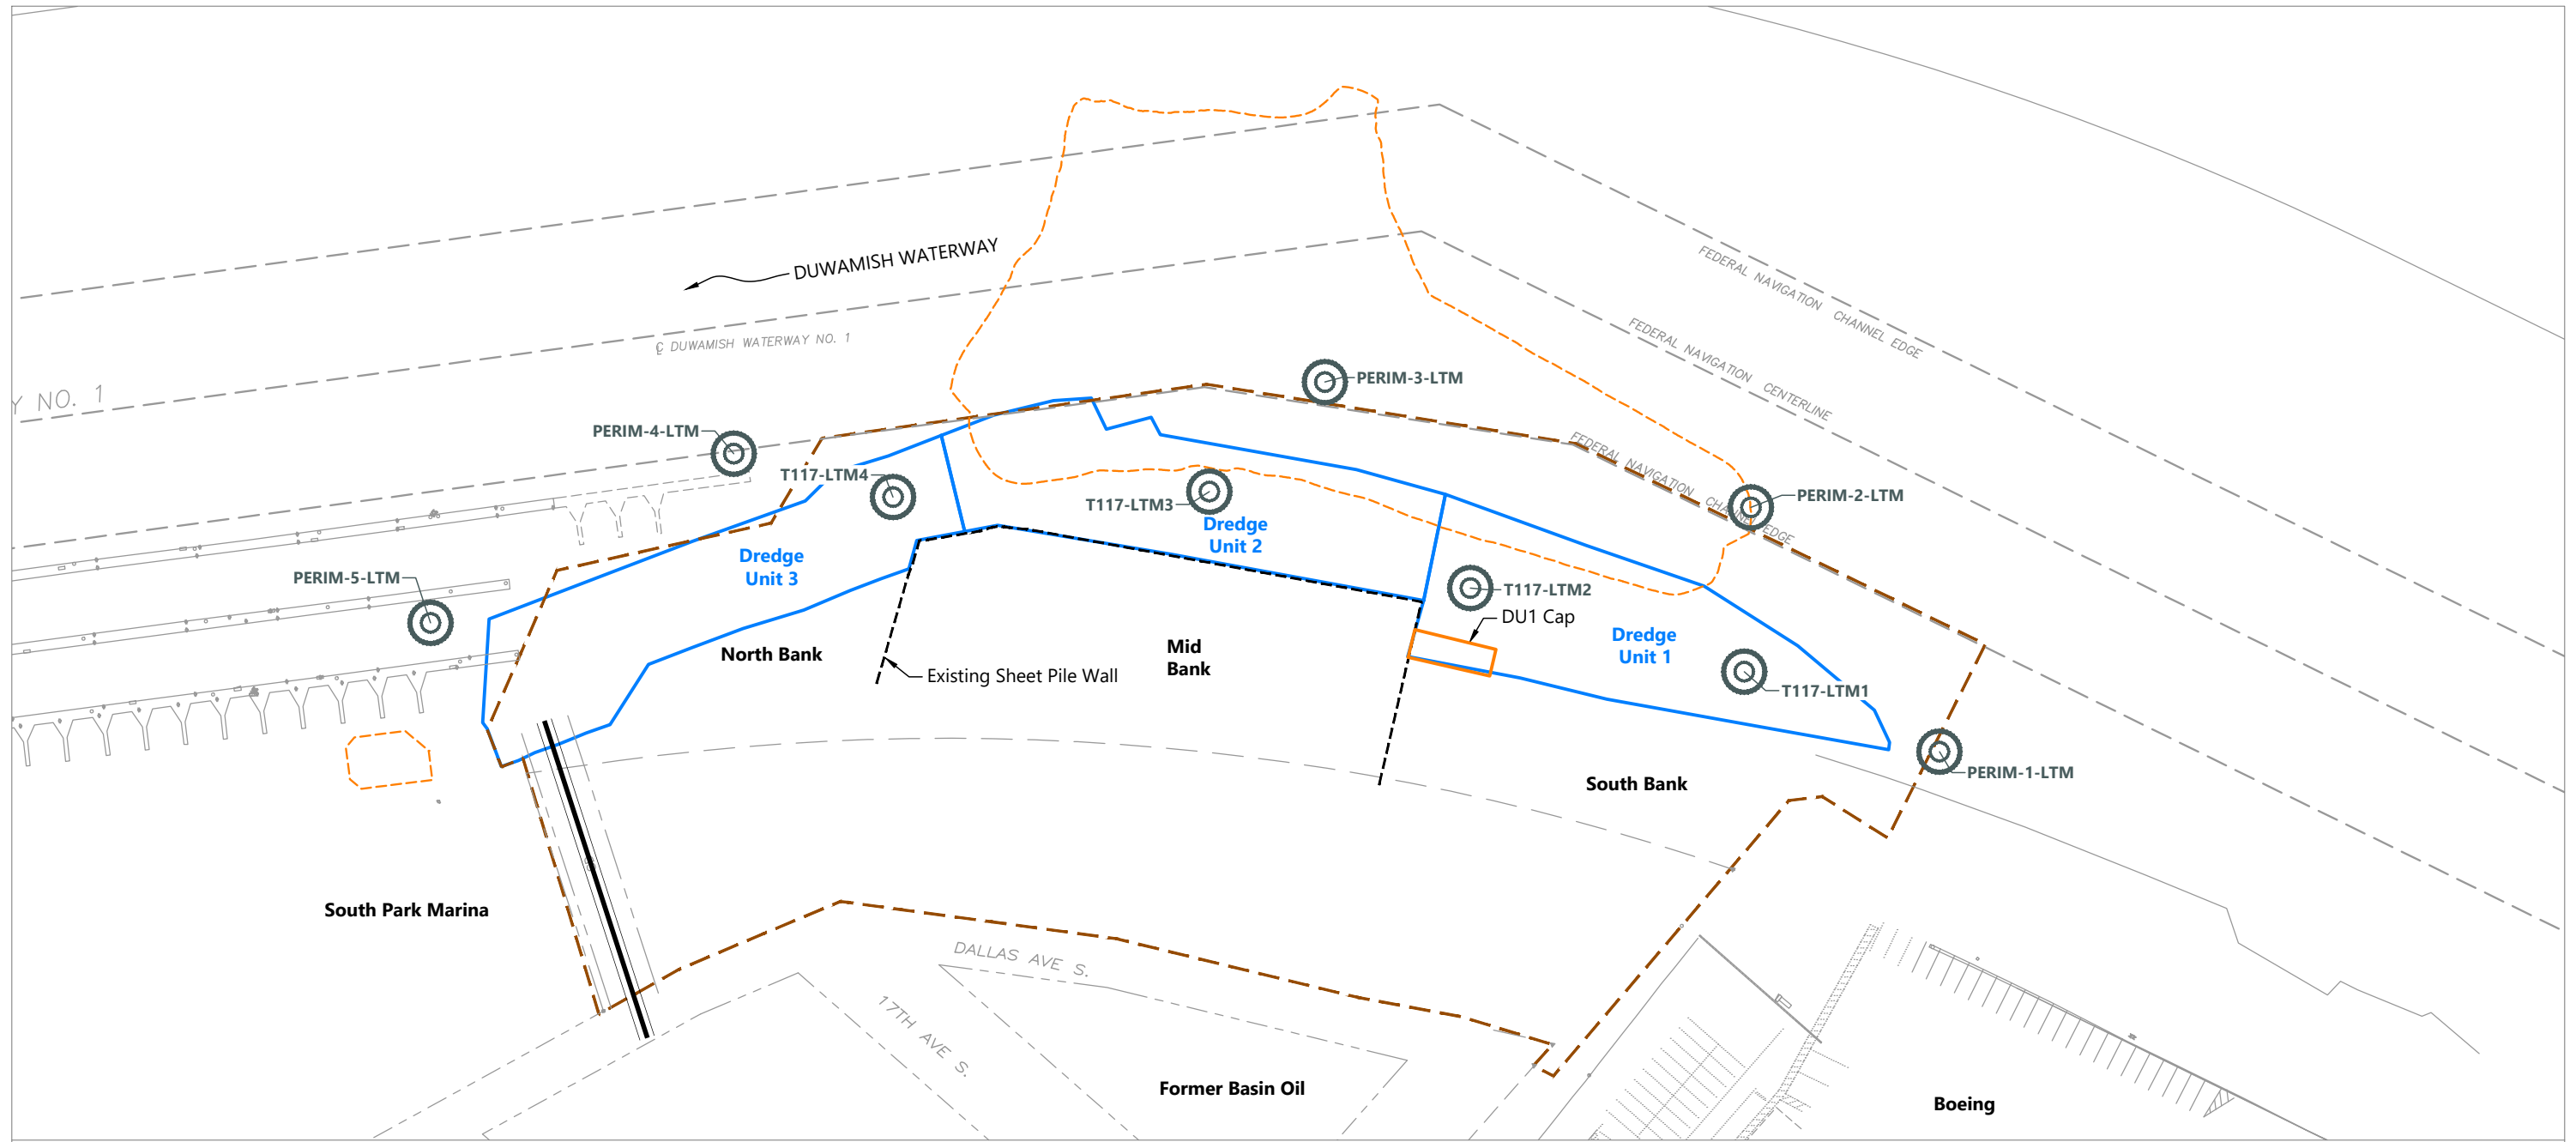 DUWAMISH WATERWAY
FEDERAL NAVIGATION CHANNEL EDGE
FEDERAL NAVIGATION CENTERLINE
℄ DUWAMISH WATERWAY NO. 1
Y NO. 1
PERIM-3-LTM
PERIM-4-LTM
FEDERAL NAVIGATION CHANNEL EDGE
T117-LTM4
PERIM-2-LTM
T117-LTM3
Dredge
Unit 2
Dredge
Unit 3
PERIM-5-LTM
T117-LTM2
DU1 Cap
Dredge
Unit 1
North Bank
Mid
Bank
Existing Sheet Pile Wall
T117-LTM1
PERIM-1-LTM
South Bank
South Park Marina
DALLAS AVE S.
17TH AVE S.
Former Basin Oil
Boeing